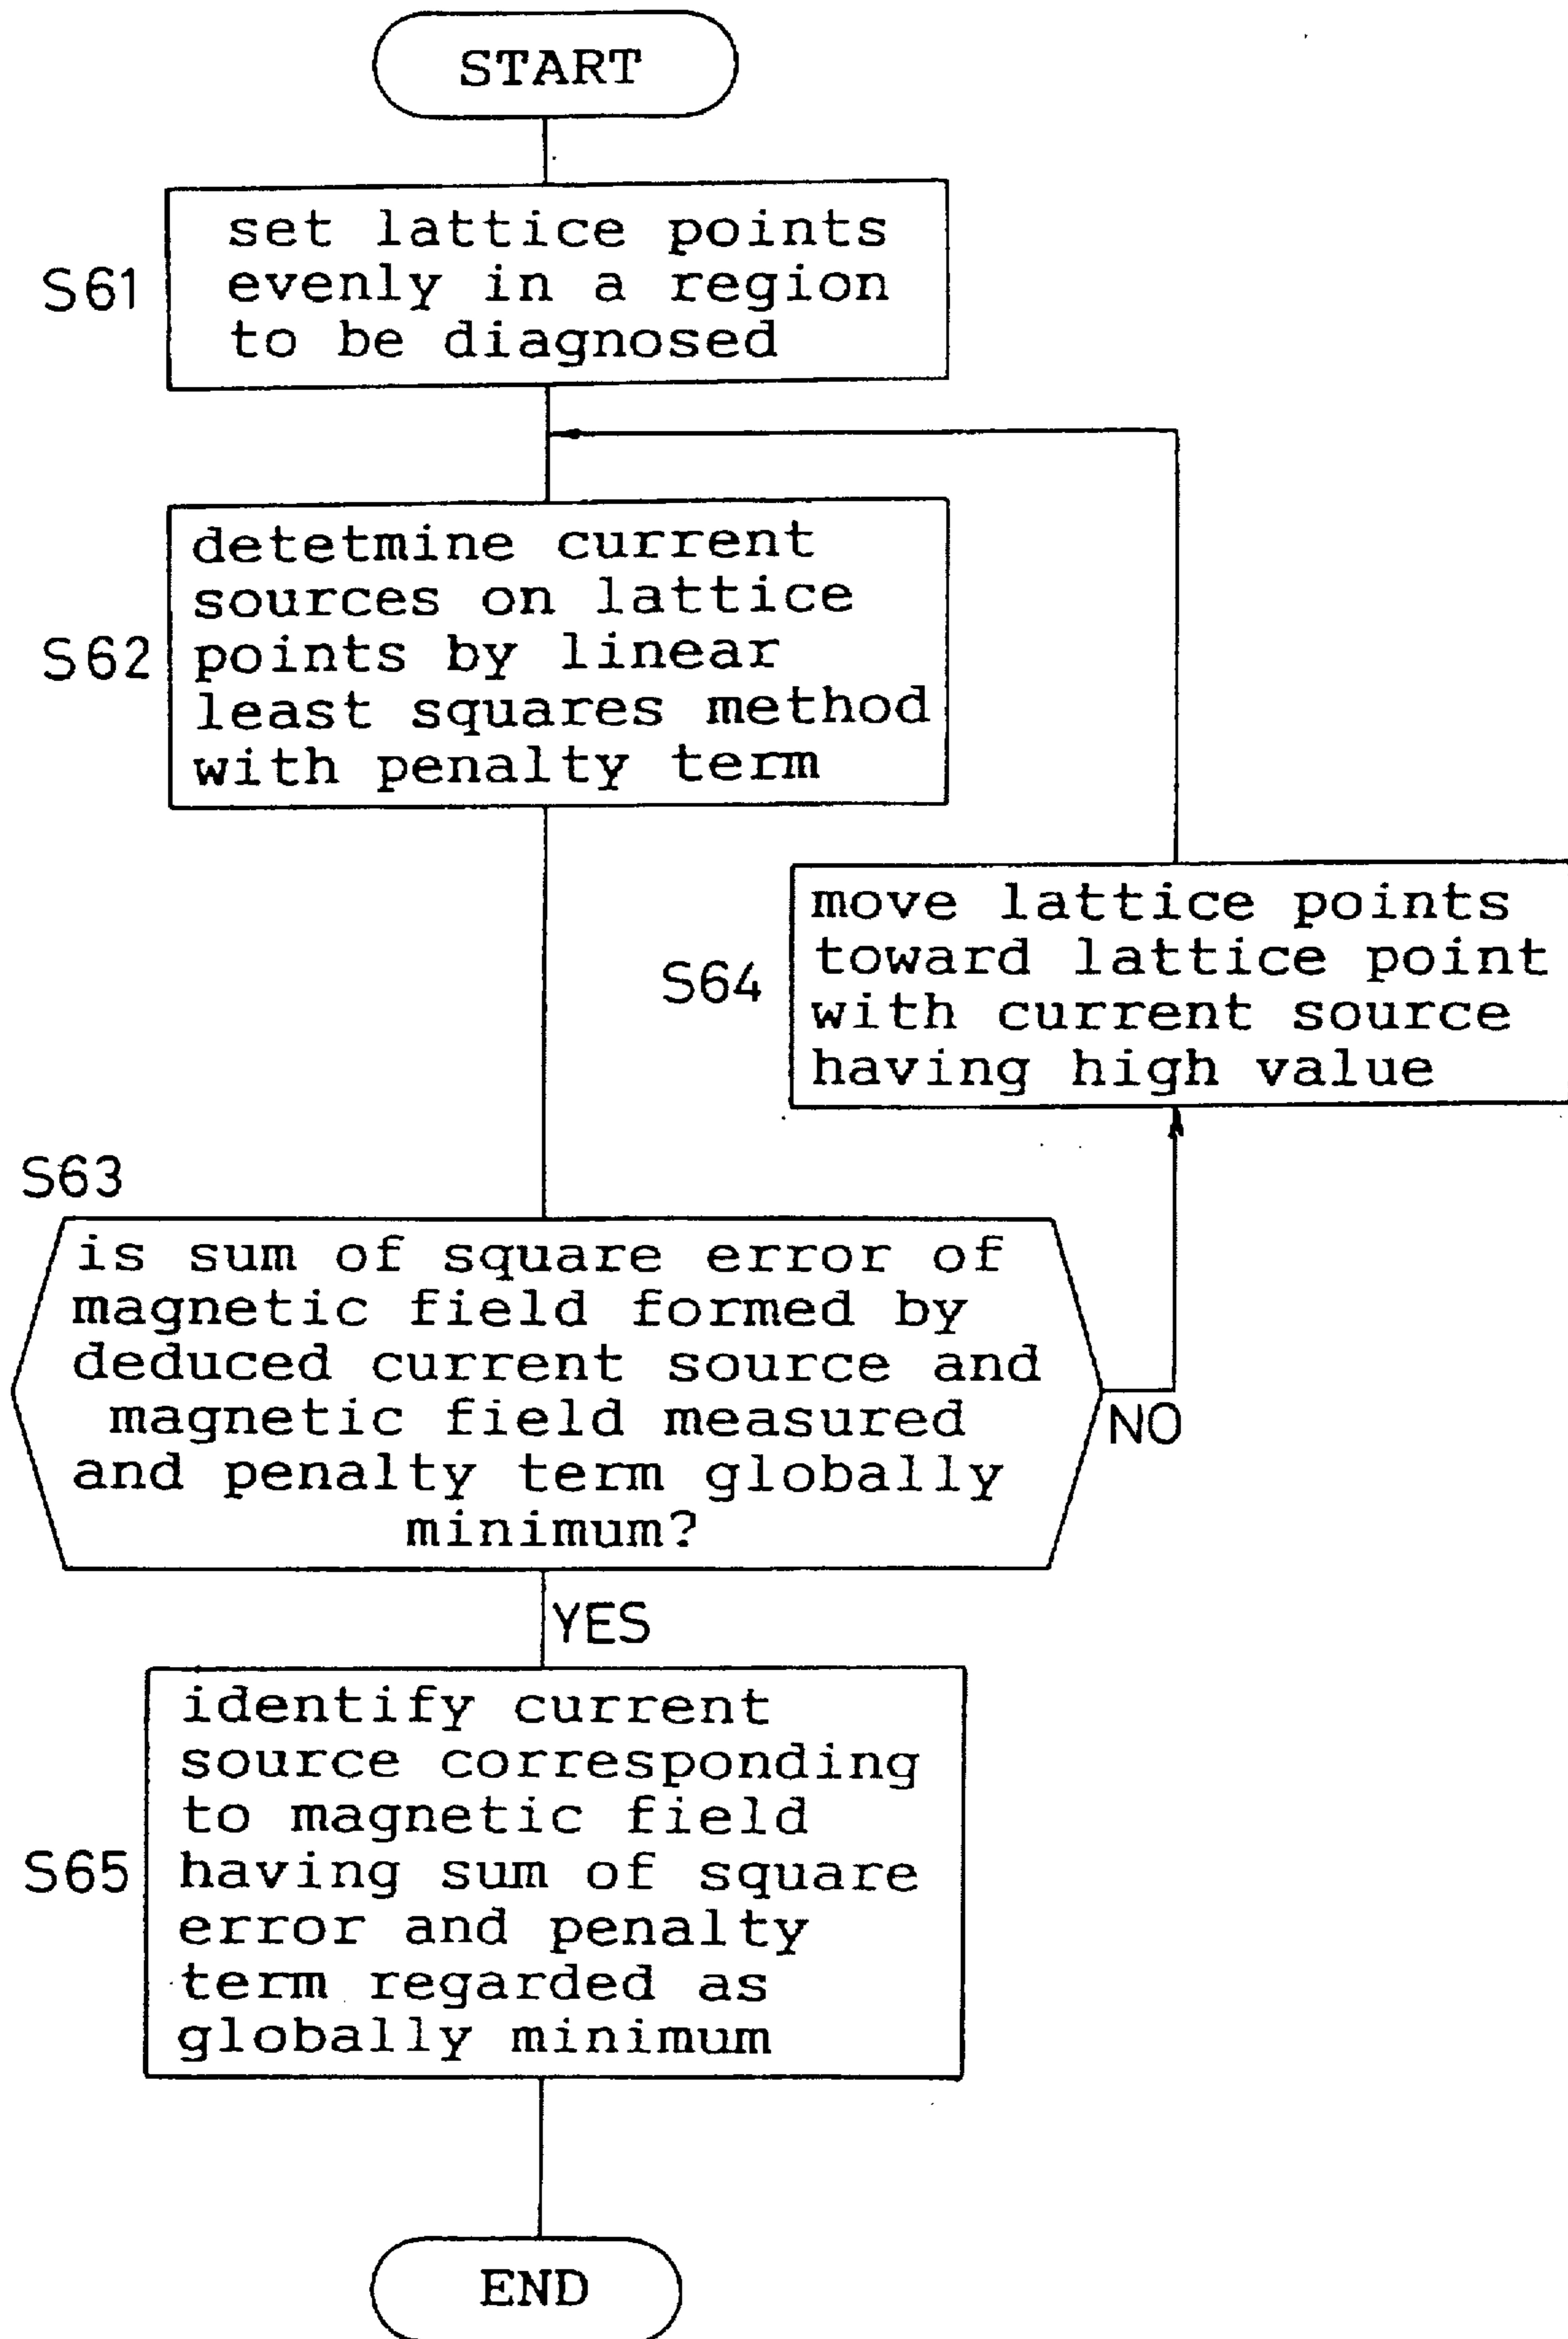 START
S61
set lattice points
evenly in a region
to be diagnosed
S62
detetmine current
sources on lattice
points by linear
least squares method
with penalty term
S64
move lattice points
toward lattice point
with current source
having high value
S63
is sum of square error of
magnetic field formed by
deduced current source and
magnetic field measured
and penalty term globally
minimum?
NO
YES
S65
identify current
source corresponding
to magnetic field
having sum of square
error and penalty
term regarded as
globally minimum
END